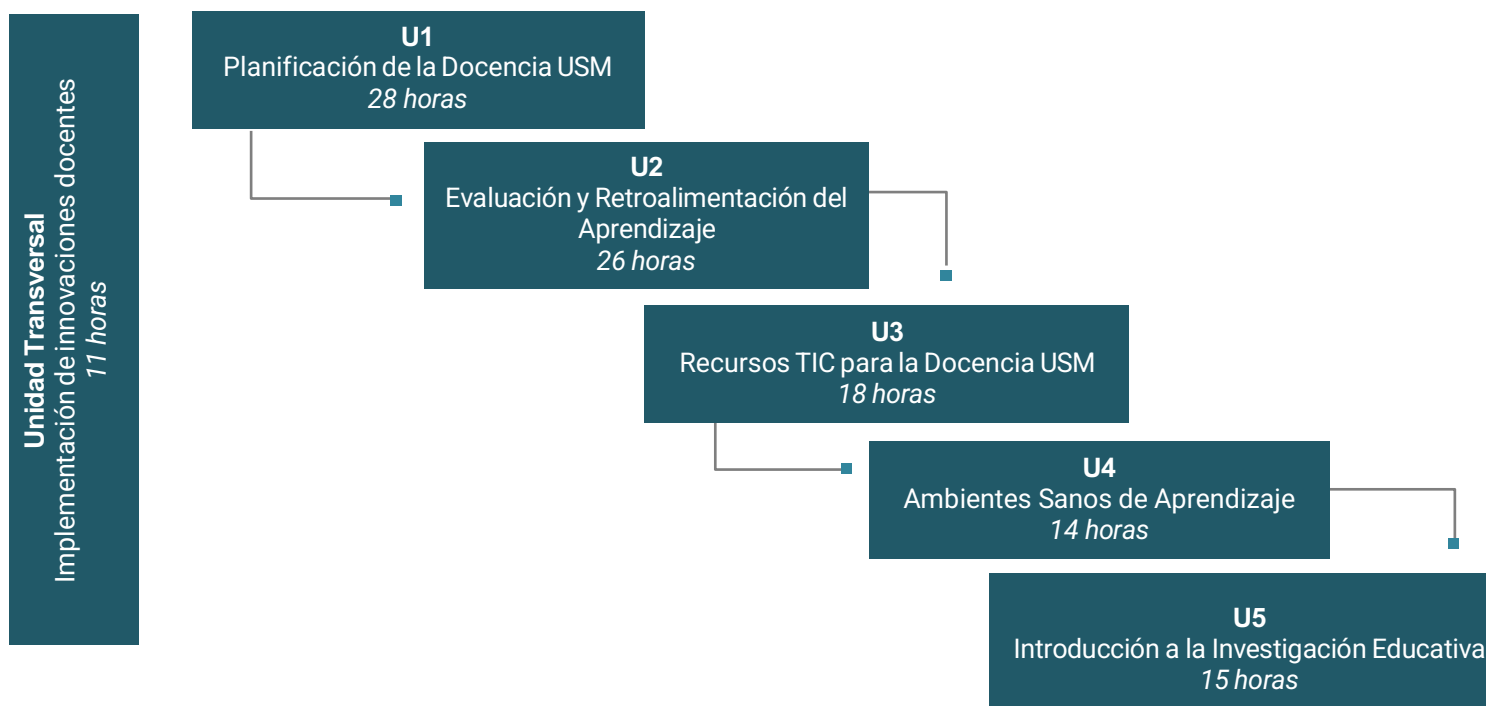 Unidad Transversal
Implementación de innovaciones docentes
11 horas
U1
Planificación de la Docencia USM
28 horas
U2
Evaluación y Retroalimentación del
Aprendizaje
26 horas
U3
Recursos TIC para la Docencia USM
18 horas
U4
Ambientes Sanos de Aprendizaje
14 horas
U5
Introducción a la Investigación Educativa
15 horas